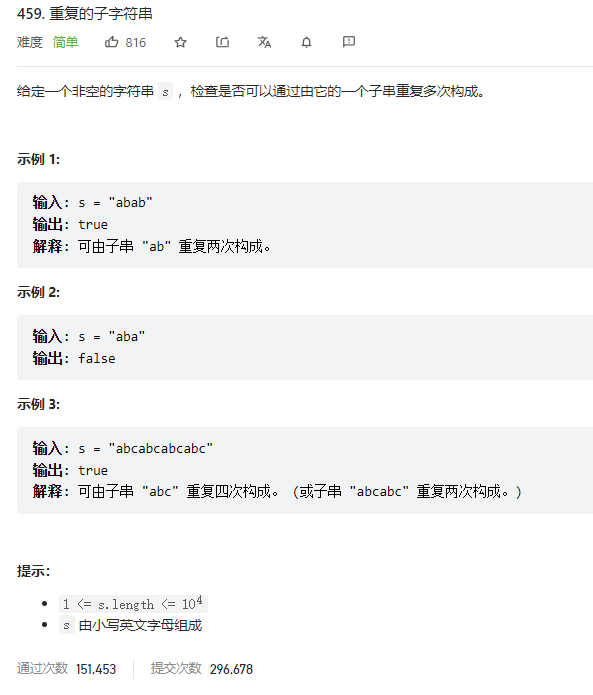 459. 重复的子字符串
难度 简单 816
给定一个非空的字符串 s ，检查是否可以通过由它的一个子串重复多次构成。
示例 1:
输入: s = "abab"
输出: true
解释: 可由子串 "ab" 重复两次构成。
示例 2:
输入: s = "aba"
输出: false
示例 3:
输入: s = "abcabcabcabc"
输出: true
解释: 可由子串 "abc" 重复四次构成。 (或子串 "abcabc" 重复两次构成。)
提示：
• 1 <= s.length <= 10⁴
• s 由小写英文字母组成
通过次数 151,453 提交次数 296,678